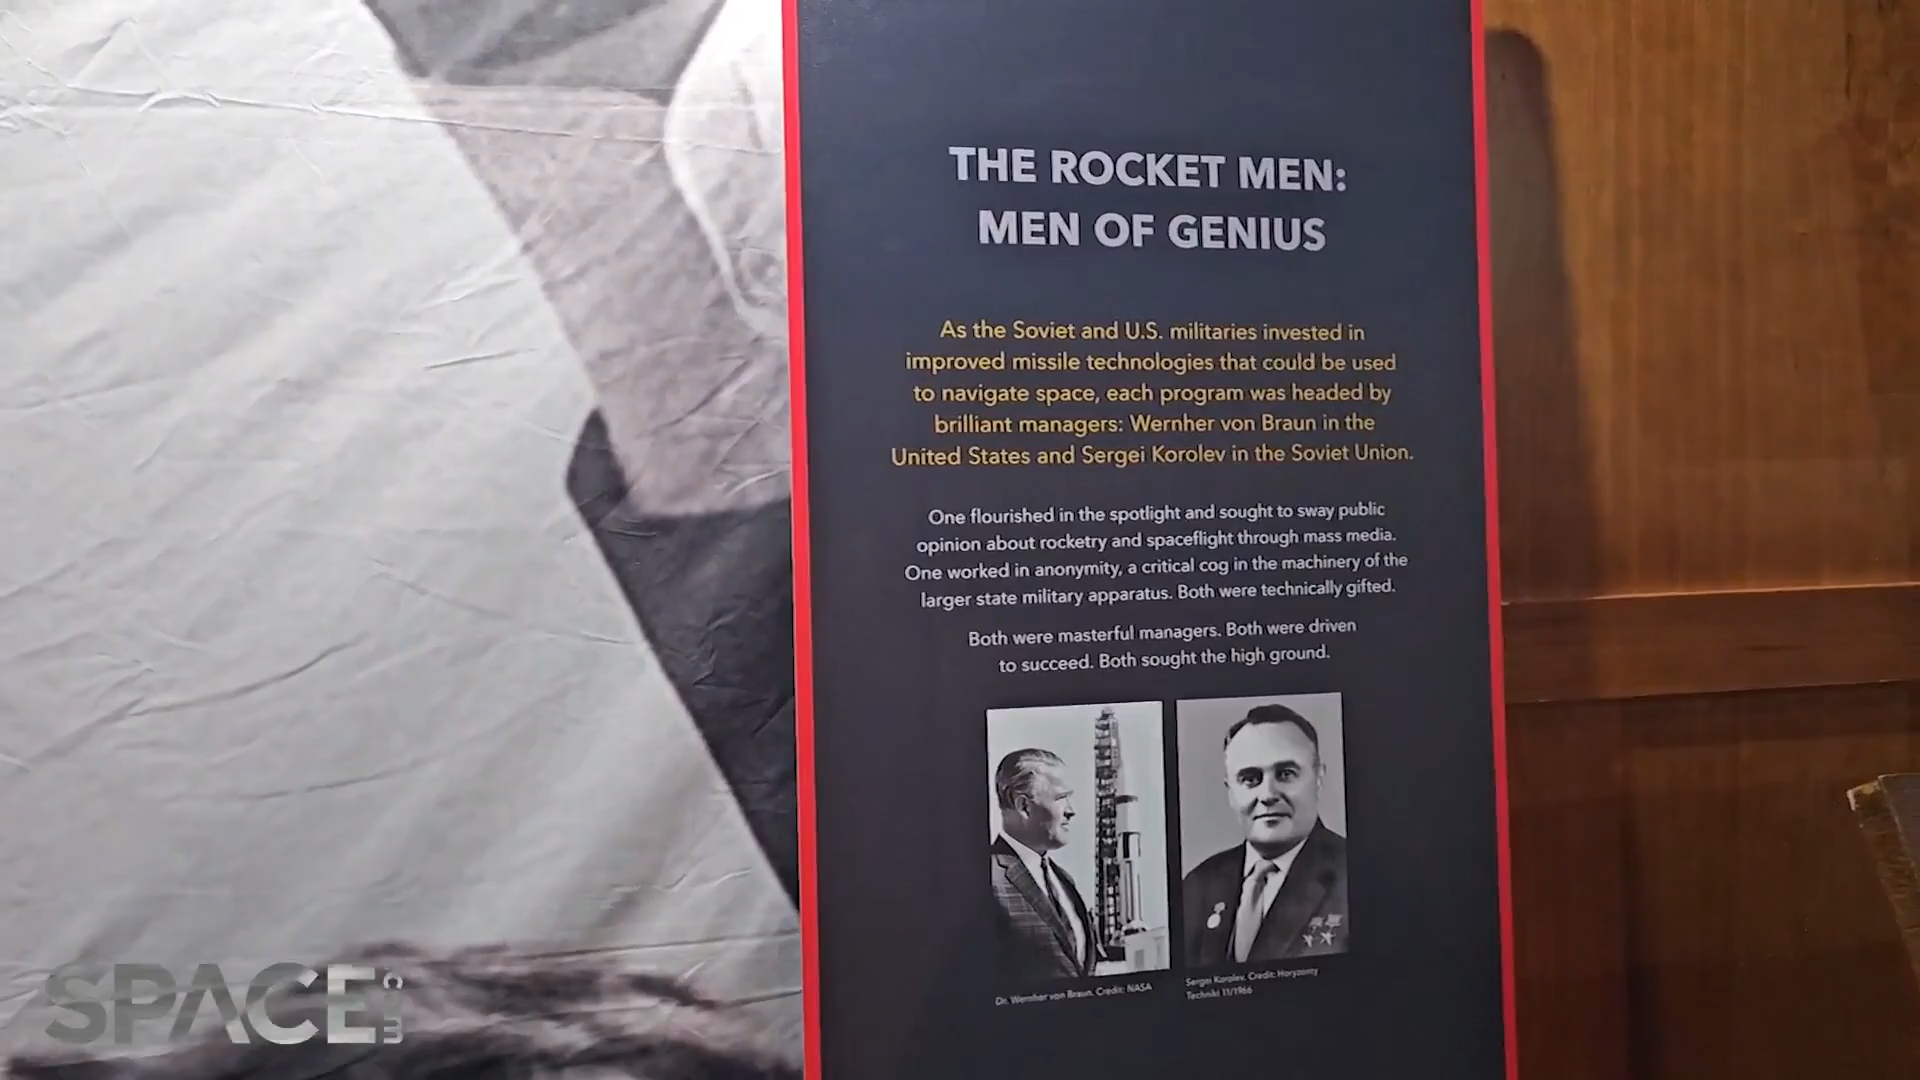 THE ROCKET MEN:
MEN OF GENIUS
As the Soviet and U.S. militaries invested in
improved missile technologies that could be used
to navigate space, each program was headed by
brilliant managers: Wernher von Braun in the
United States and Sergei Korolev in the Soviet Union.
One flourished in the spotlight and sought to sway public
opinion about rocketry and spaceflight through mass media.
One worked in anonymity, a critical cog in the machinery of the
larger state military apparatus. Both were technically gifted.
Both were masterful managers. Both were driven
to succeed. Both sought the high ground.
Dr. Wernher von Braun. Credit: NASA
Sergei Korolev. Credit: Horyzonty
Techniki 11/1966
SPACE.COM